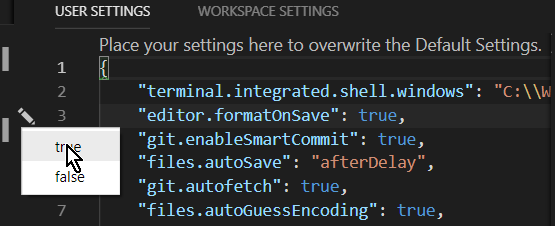 USER SETTINGS WORKSPACE SETTINGS
Place your settings here to overwrite the Default Settings.
1 {
2 "terminal.integrated.shell.windows": "C:\\W
3 "editor.formatOnSave": true,
true
"git.enableSmartCommit": true,
"files.autoSave": "afterDelay",
false
"git.autofetch": true,
7 "files.autoGuessEncoding": true,